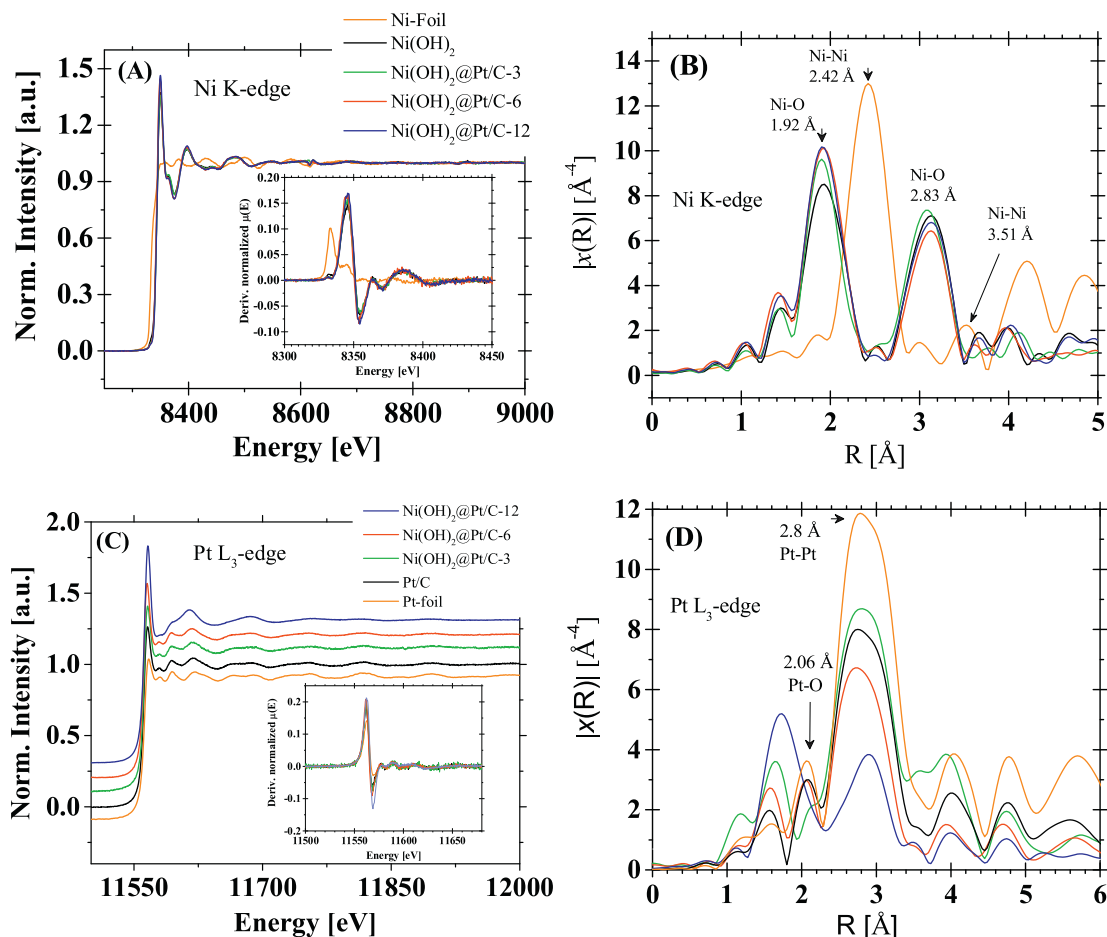 (A)
Ni K-edge
Ni-Foil
Ni(OH)₂
Ni(OH)₂@Pt/C-3
Ni(OH)₂@Pt/C-6
Ni(OH)₂@Pt/C-12
Norm. Intensity [a.u.]
1.5
1.2
0.9
0.6
0.3
0.0
8400
8600
8800
9000
Energy [eV]
Deriv. normalized μ(E)
0.20
0.15
0.10
0.05
0.00
-0.05
-0.10
8300
8350
8400
8450
Energy [eV]
(B)
Ni K-edge
Ni-Ni
2.42 Å
Ni-O
1.92 Å
Ni-O
2.83 Å
Ni-Ni
3.51 Å
|x(R)| [Å⁻⁴]
14
12
10
8
6
4
2
0
0
1
2
3
4
5
R [Å]
(C)
Pt L₃-edge
Ni(OH)₂@Pt/C-12
Ni(OH)₂@Pt/C-6
Ni(OH)₂@Pt/C-3
Pt/C
Pt-foil
Norm. Intensity [a.u.]
2.0
1.5
1.0
0.5
0.0
11550
11700
11850
12000
Energy [eV]
Deriv. normalized μ(E)
0.2
0.1
0.0
-0.1
-0.2
11500
11550
11600
11650
Energy [eV]
(D)
Pt L₃-edge
2.8 Å
Pt-Pt
2.06 Å
Pt-O
|x(R)| [Å⁻⁴]
12
10
8
6
4
2
0
0
1
2
3
4
5
6
R [Å]